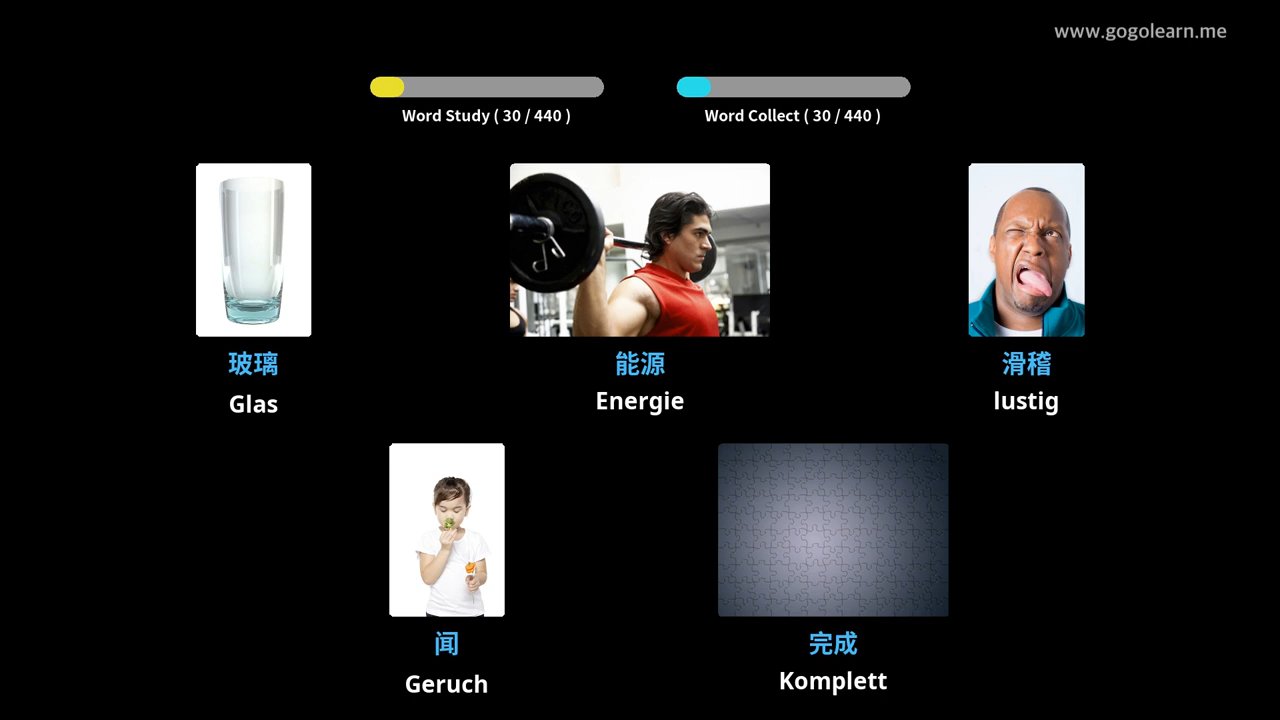 www.gogolearn.me
Word Study ( 30 / 440 )
Word Collect ( 30 / 440 )
玻璃
Glas
能源
Energie
滑稽
lustig
闻
Geruch
完成
Komplett